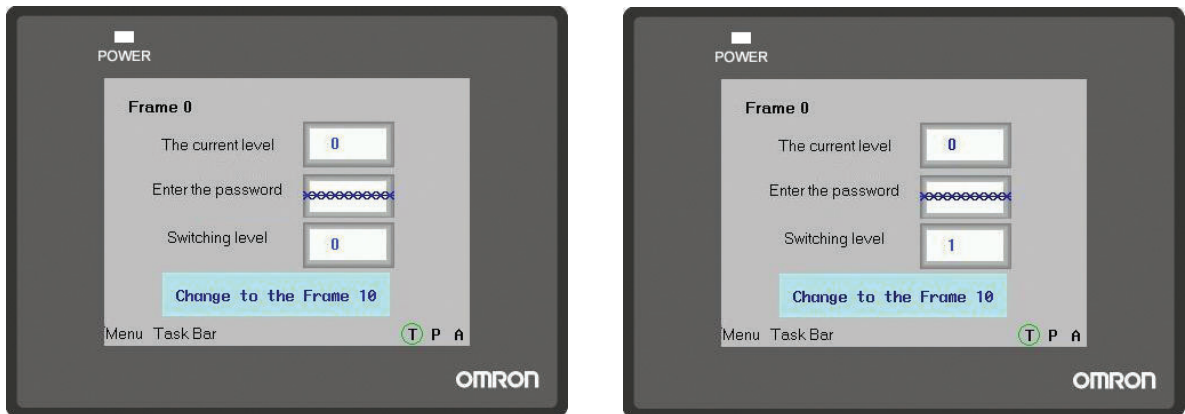 POWER
Frame 0
The current level 0
Enter the password
Switching level 0
Change to the Frame 10
Menu Task Bar T P A
OMRON
POWER
Frame 0
The current level 0
Enter the password
Switching level 1
Change to the Frame 10
Menu Task Bar T P A
OMRON